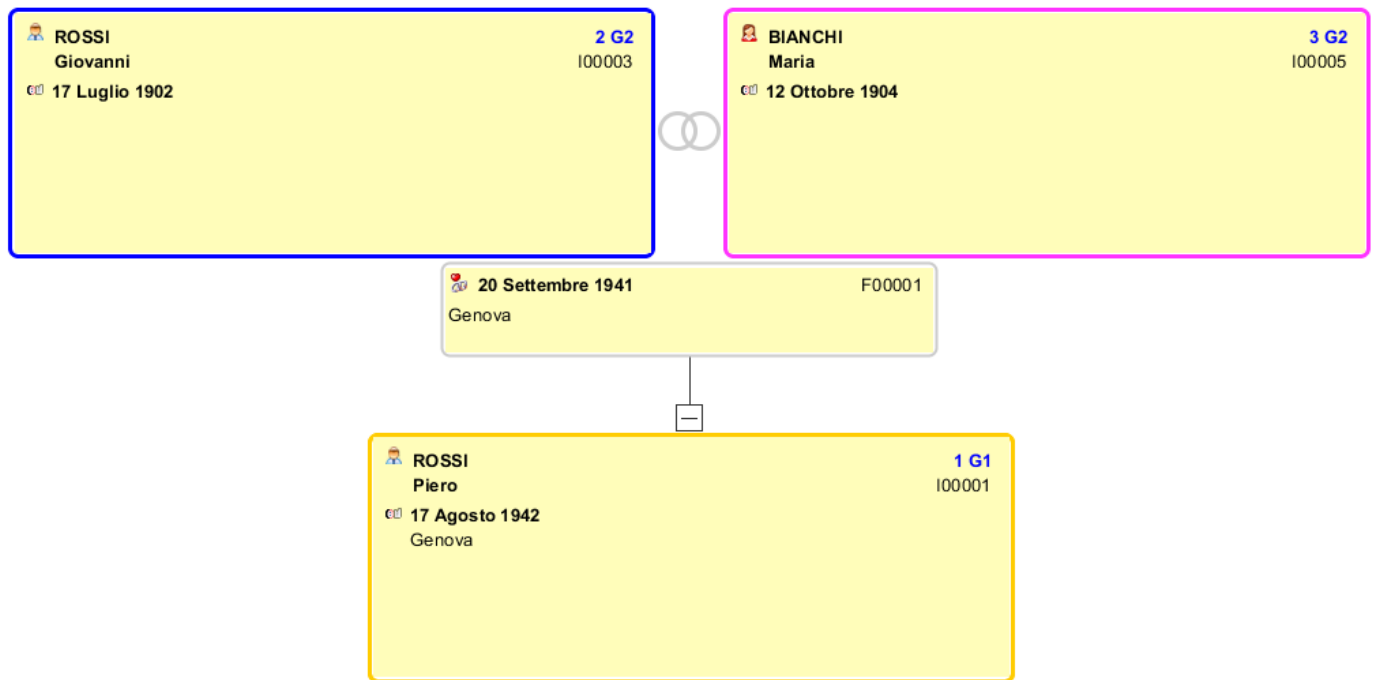 ROSSI 2 G2
Giovanni I00003
17 Luglio 1902
BIANCHI 3 G2
Maria I00005
12 Ottobre 1904
20 Settembre 1941 F00001
Genova
ROSSI 1 G1
Piero I00001
17 Agosto 1942
Genova